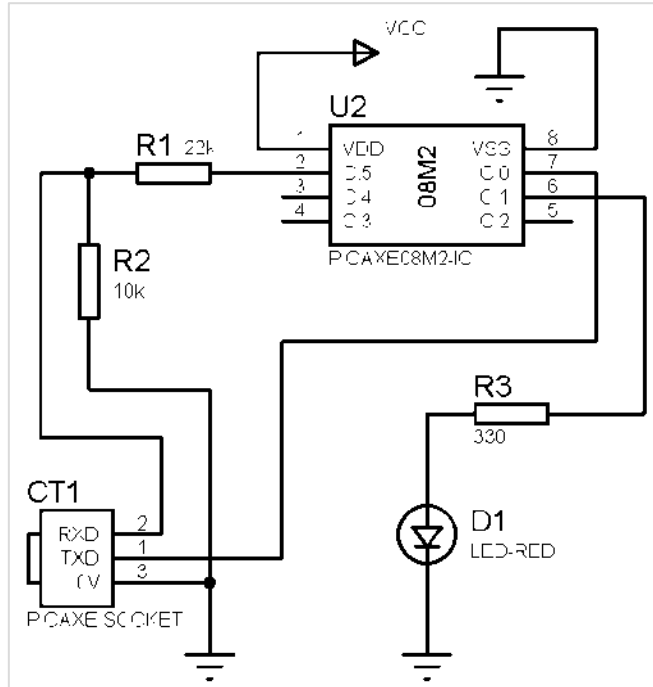 VCC
U2
R1 22k
1 VDD VSS 8
2 C.5 C.0 7
3 C.4 C.1 6
4 C.3 C.2 5
08M2
PICAXE08M2-IC
R2
10k
R3
330
CT1
RXD 2
TXD 1
0V 3
PICAXE SOCKET
D1
LED-RED